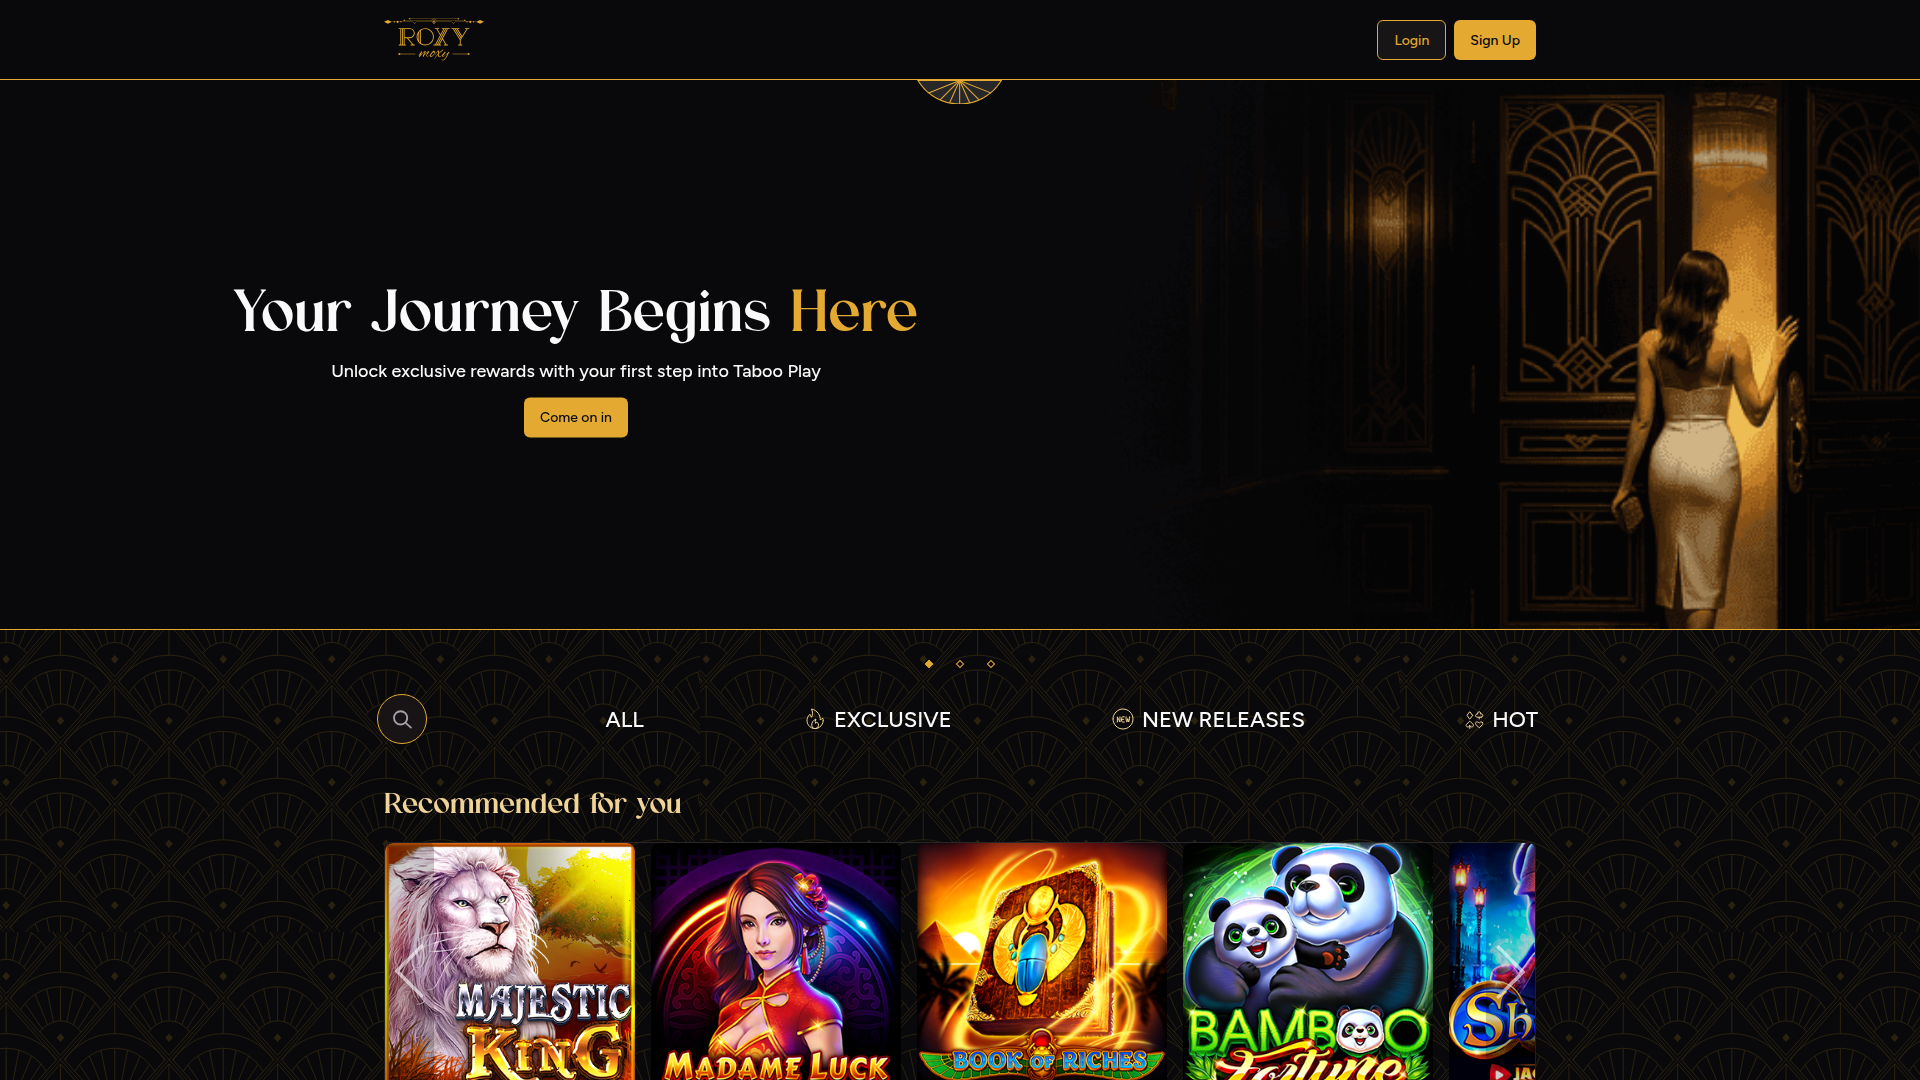 ROXY
moxy
Login
Sign Up
Your Journey Begins Here
Unlock exclusive rewards with your first step into Taboo Play
Come on in
ALL
EXCLUSIVE
NEW
NEW RELEASES
HOT
Recommended for you
MAJESTIC
KING
MADAME LUCK
BOOK OF RICHES
BAMBOO
Fortune